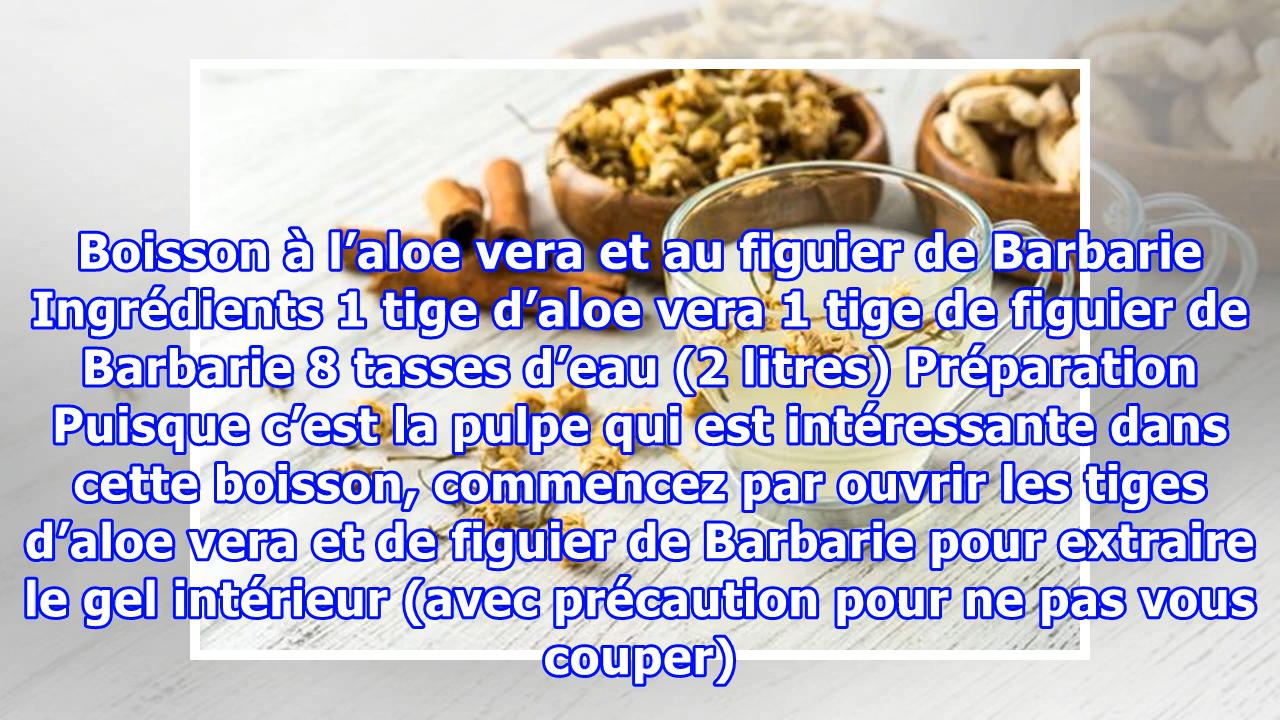 Boisson à l’aloe vera et au figuier de Barbarie
Ingrédients 1 tige d’aloe vera 1 tige de figuier de
Barbarie 8 tasses d’eau (2 litres) Préparation
Puisque c’est la pulpe qui est intéressante dans
cette boisson, commencez par ouvrir les tiges
d’aloe vera et de figuier de Barbarie pour extraire
le gel intérieur (avec précaution pour ne pas vous
couper)